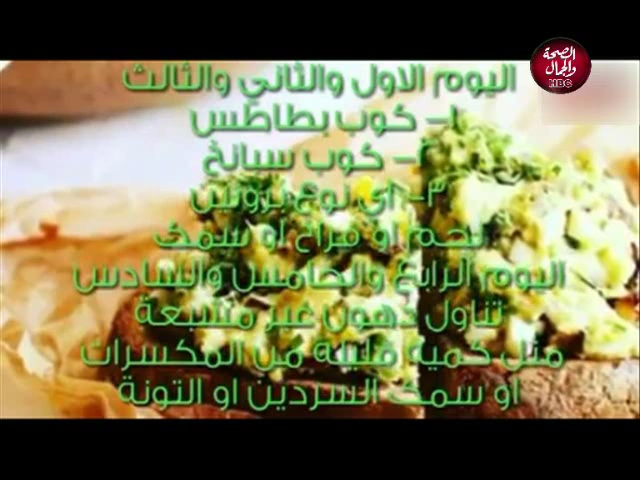 الصحة
والجمال
HBC
اليوم الاول والثاني والثالث
١- كوب بطاطس
٢- كوب سبانخ
٣- اي نوع بروتين
لحم او فراخ او سمك
اليوم الرابع والخامس والسادس
تناول دهون غير مشبعة
مثل كمية قليلة من المكسرات
او سمك السردين او التونة